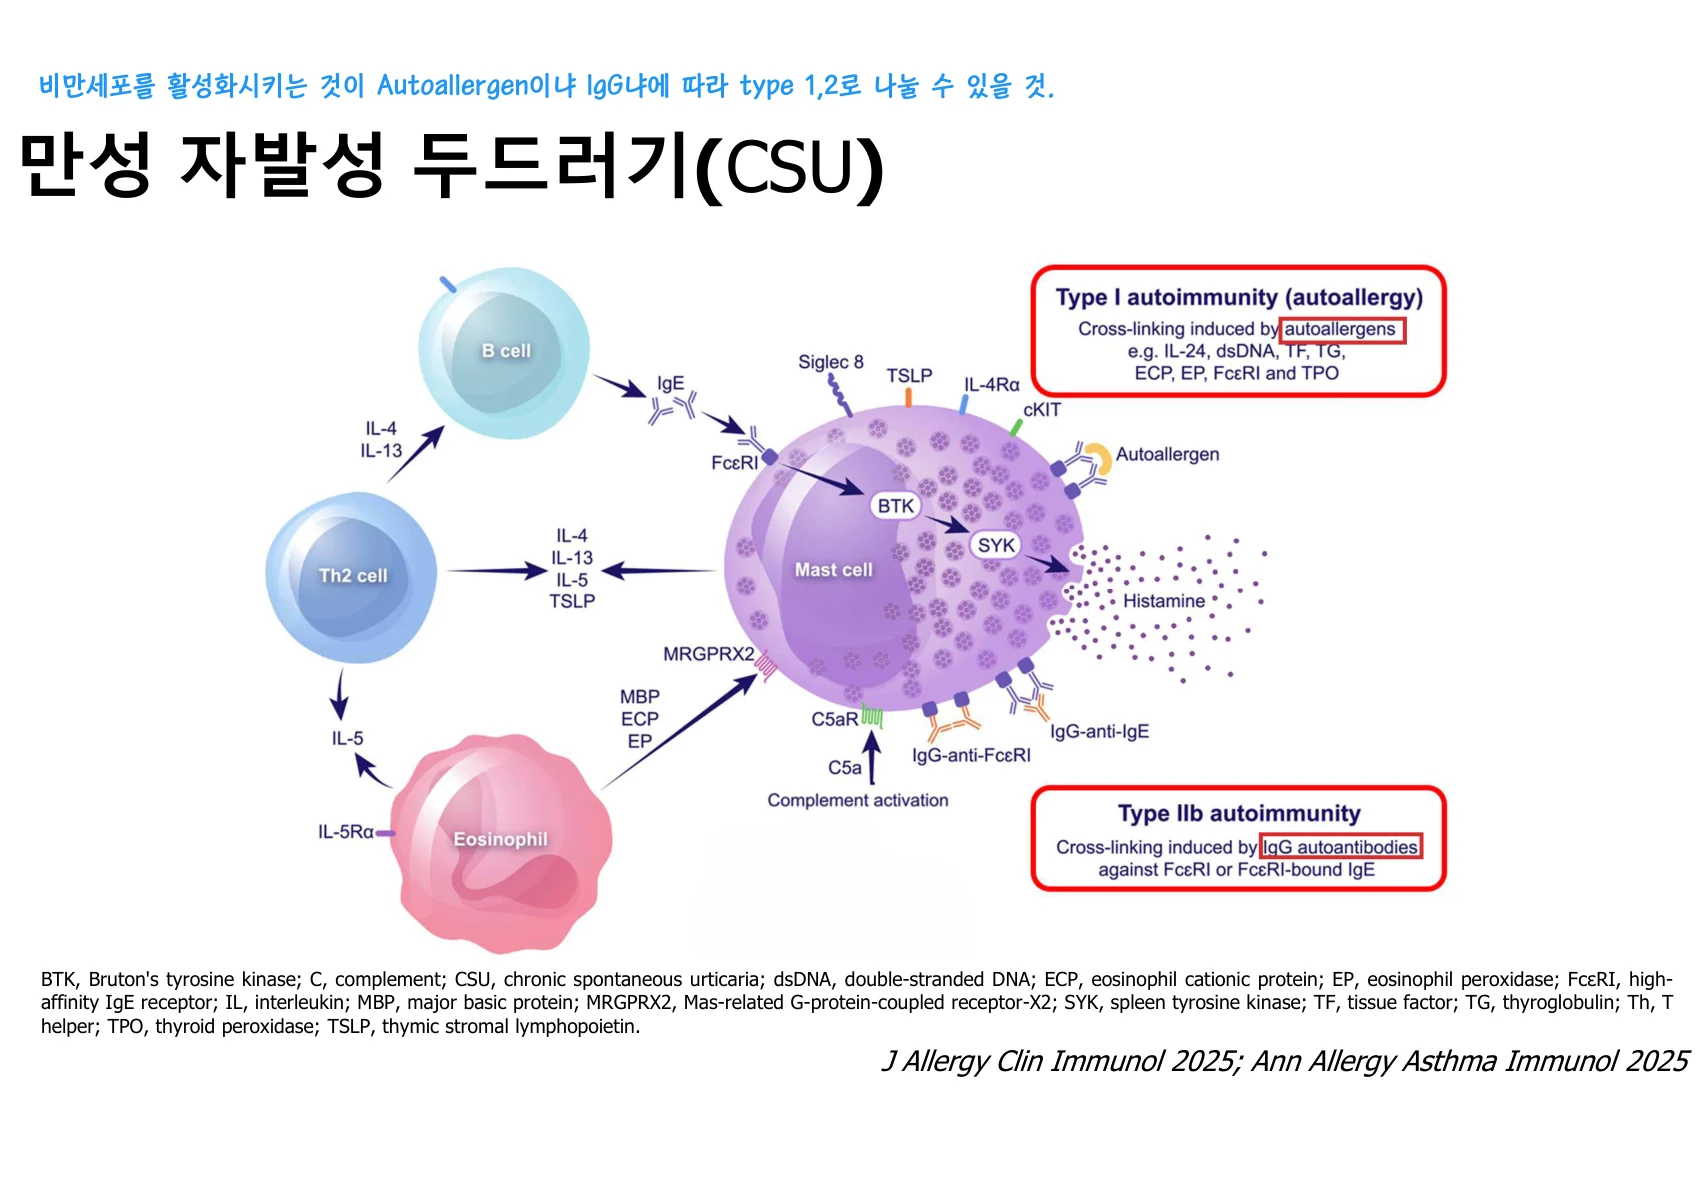 비만세포를 활성화시키는 것이 Autoallergen이냐 IgG냐에 따라 type 1,2로 나눌 수 있을 것.
만성 자발성 두드러기(CSU)
Type I autoimmunity (autoallergy)
Cross-linking induced by autoallergens
e.g. IL-24, dsDNA, TF, TG,
ECP, EP, FcεRI and TPO
B cell
IgE
Siglec 8
TSLP
IL-4Rα
cKIT
IL-4
IL-13
FcεRI
Autoallergen
BTK
SYK
Th2 cell
IL-4
IL-13
IL-5
TSLP
Mast cell
Histamine
MRGPRX2
MBP
ECP
EP
C5aR
IL-5
C5a
IgG-anti-FcεRI
IgG-anti-IgE
Complement activation
IL-5Rα
Eosinophil
Type IIb autoimmunity
Cross-linking induced by IgG autoantibodies
against FcεRI or FcεRI-bound IgE
BTK, Bruton's tyrosine kinase; C, complement; CSU, chronic spontaneous urticaria; dsDNA, double-stranded DNA; ECP, eosinophil cationic protein; EP, eosinophil peroxidase; FcεRI, high-
affinity IgE receptor; IL, interleukin; MBP, major basic protein; MRGPRX2, Mas-related G-protein-coupled receptor-X2; SYK, spleen tyrosine kinase; TF, tissue factor; TG, thyroglobulin; Th, T
helper; TPO, thyroid peroxidase; TSLP, thymic stromal lymphopoietin.
J Allergy Clin Immunol 2025; Ann Allergy Asthma Immunol 2025